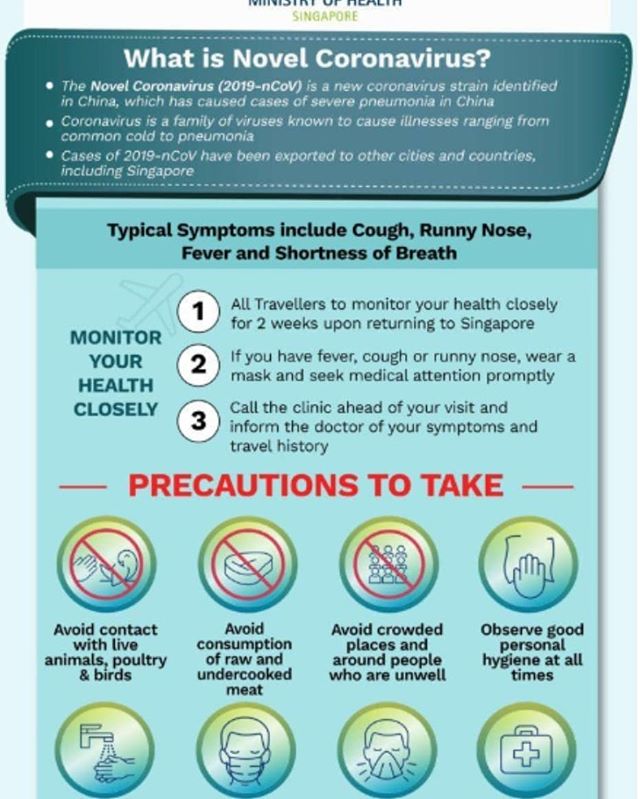 MINISTRY OF HEALTH
SINGAPORE
What is Novel Coronavirus?
• The Novel Coronavirus (2019-nCoV) is a new coronavirus strain identified
in China, which has caused cases of severe pneumonia in China
• Coronavirus is a family of viruses known to cause illnesses ranging from
common cold to pneumonia
• Cases of 2019-nCoV have been exported to other cities and countries,
including Singapore
Typical Symptoms include Cough, Runny Nose,
Fever and Shortness of Breath
MONITOR
YOUR
HEALTH
CLOSELY
1 All Travellers to monitor your health closely
for 2 weeks upon returning to Singapore
2 If you have fever, cough or runny nose, wear a
mask and seek medical attention promptly
3 Call the clinic ahead of your visit and
inform the doctor of your symptoms and
travel history
PRECAUTIONS TO TAKE
Avoid contact
with live
animals, poultry
& birds
Avoid
consumption
of raw and
undercooked
meat
Avoid crowded
places and
around people
who are unwell
Observe good
personal
hygiene at all
times